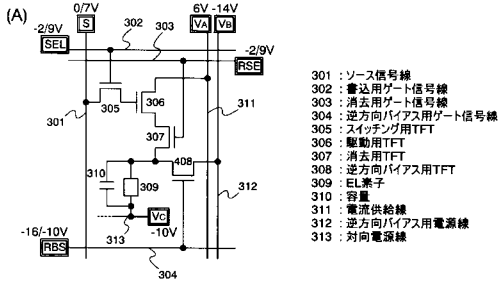 (A)
0/7V
6V -14V
S
VA
VB
302
303
-2/9V
SEL
-2/9V
RSE
305
306
301
307
311
408
310
309
312
VC
-16/-10V
313
-10V
RBS
304
301 : ソース信号線
302 : 書込用ゲート信号線
303 : 消去用ゲート信号線
304 : 逆方向バイアス用ゲート信号線
305 : スイッチング用TFT
306 : 駆動用TFT
307 : 消去用TFT
308 : 逆方向バイアス用TFT
309 : EL素子
310 : 容量
311 : 電流供給線
312 : 逆方向バイアス用電源線
313 : 対向電源線